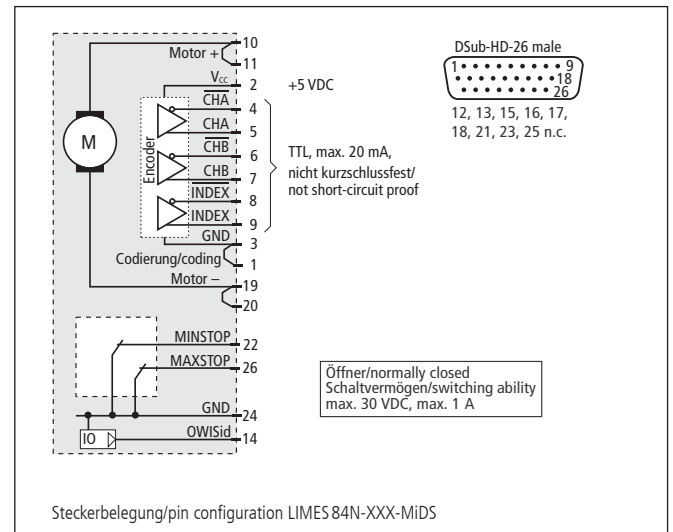 Motor + 10
11
Vcc 2 +5 VDC
CHA 4
CHA 5
CHB 6
CHB 7
INDEX 8
INDEX 9
GND 3
Codierung/coding 1
Motor – 19
20
M
Encoder
TTL, max. 20 mA,
nicht kurzschlussfest/
not short-circuit proof
DSub-HD-26 male
1 9
18
26
12, 13, 15, 16, 17,
18, 21, 23, 25 n.c.
MINSTOP 22
MAXSTOP 26
GND 24
IO OWISid 14
Öffner/normally closed
Schaltvermögen/switching ability
max. 30 VDC, max. 1 A
Steckerbelegung/pin configuration LIMES 84N-XXX-MiDS